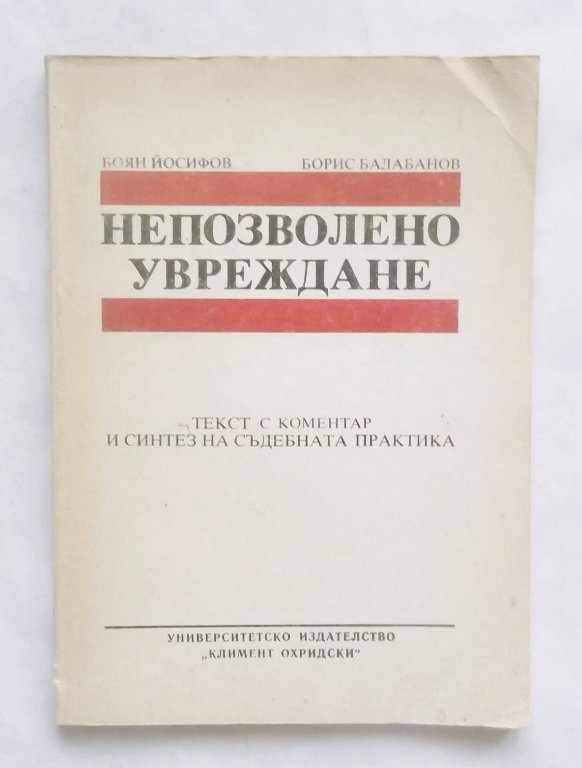 БОЯН ЙОСИФОВ БОРИС БАЛАБАНОВ
НЕПОЗВОЛЕНО
УВРЕЖДАНЕ
ТЕКСТ С КОМЕНТАР
И СИНТЕЗ НА СЪДЕБНАТА ПРАКТИКА
УНИВЕРСИТЕТСКО ИЗДАТЕЛСТВО
„КЛИМЕНТ ОХРИДСКИ"